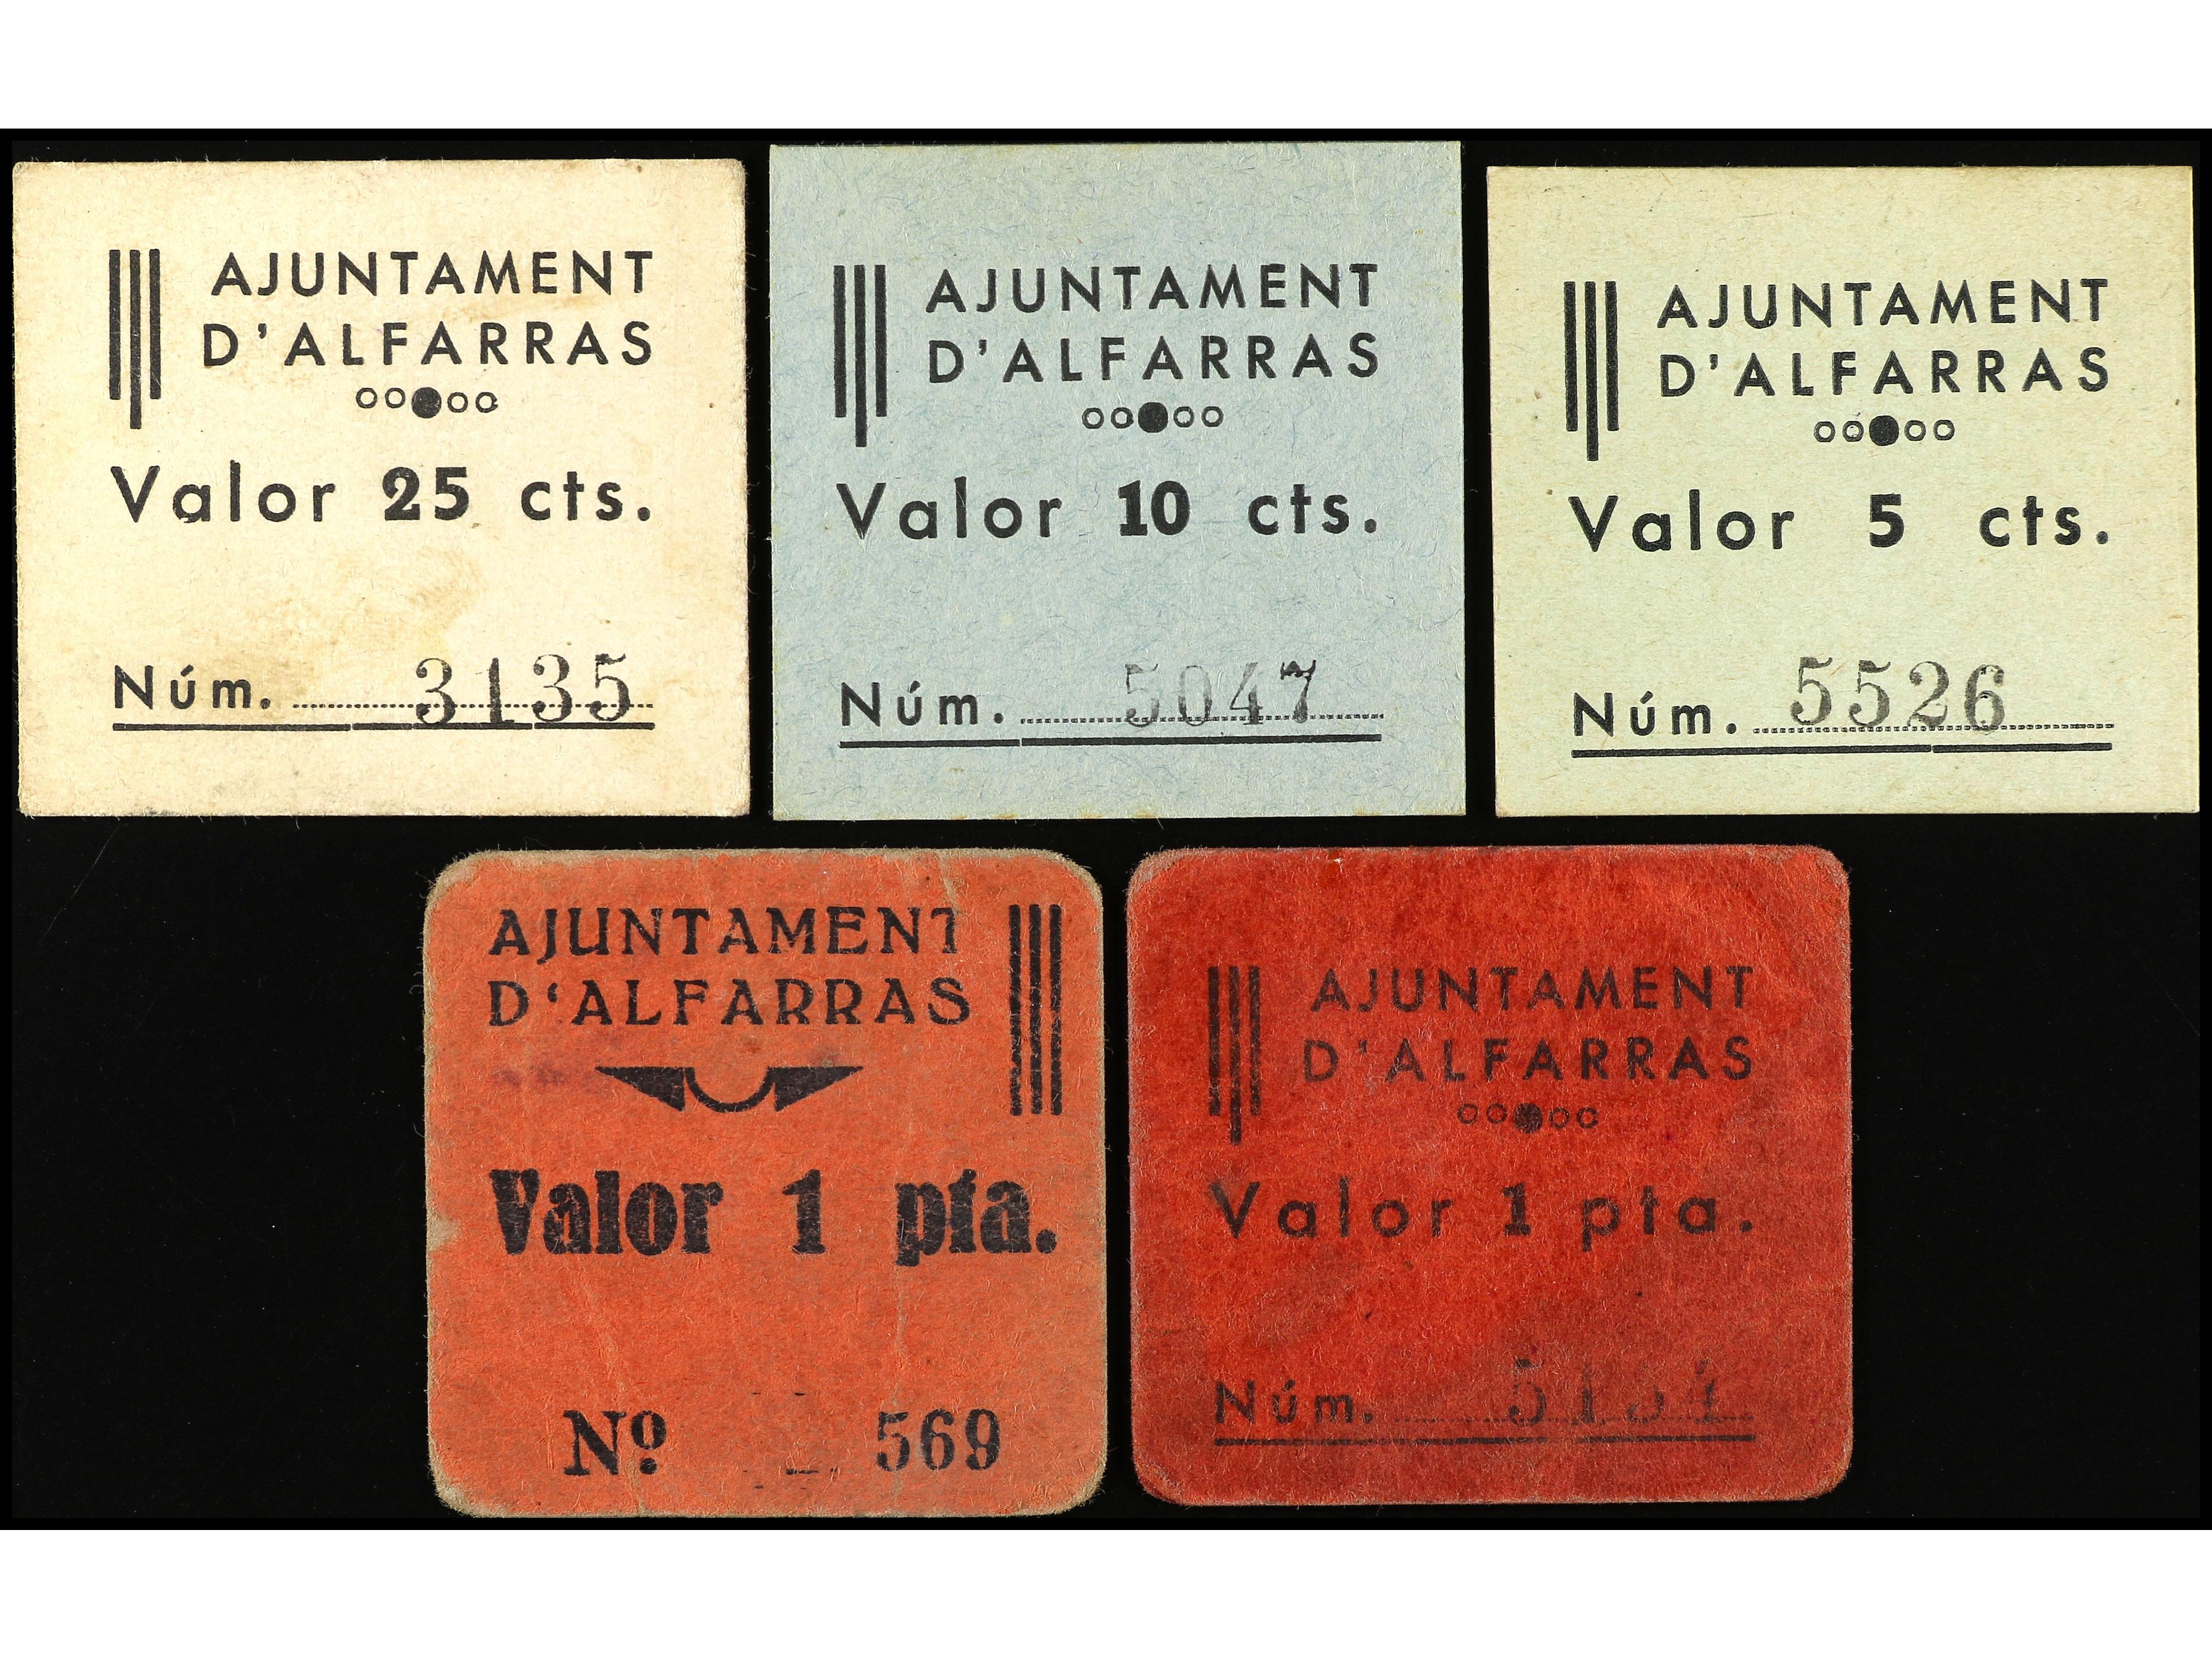 AJUNTAMENT
D'ALFARRAS
Valor 25 cts.
Núm. 3135
AJUNTAMENT
D'ALFARRAS
Valor 10 cts.
Núm. 5047
AJUNTAMENT
D'ALFARRAS
Valor 5 cts.
Núm. 5526
AJUNTAMENT
D'ALFARRAS
Valor 1 pta.
Nº 569
AJUNTAMENT
D'ALFARRAS
Valor 1 pta.
Núm.